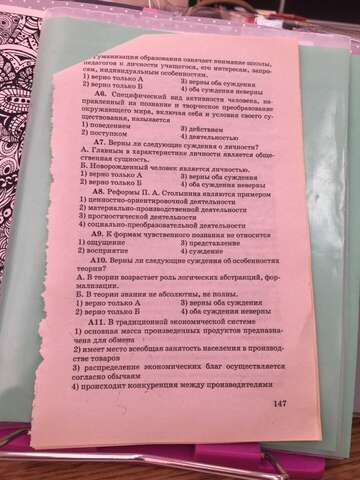 гуманизация образования означает внимание школы,
педагогов к личности учащегося, его интересам, запро-
сам, индивидуальным особенностям.
1) верно только А 3) верны оба суждения
2) верно только Б 4) оба суждения неверны
А6. Специфический вид активности человека, на-
правленный на познание и творческое преобразование
окружающего мира, включая себя и условия своего су-
ществования, называется
1) поведением 3) действием
2) поступком 4) деятельностью
А7. Верны ли следующие суждения о личности?
А. Главным в характеристике личности является обще-
ственная сущность.
Б. Новорожденный человек является личностью.
1) верно только А 3) верны оба суждения
2) верно только Б 4) оба суждения неверны
А8. Реформы П. А. Столыпина являются примером
1) ценностно-ориентировочной деятельности
2) материально-производственной деятельности
3) прогностической деятельности
4) социально-преобразовательной деятельности
А9. К формам чувственного познания не относится
1) ощущение 3) представление
2) восприятие 4) суждение
А10. Верны ли следующие суждения об особенностях
теории?
А. В теории возрастает роль логических абстракций, фор-
мализации.
Б. В теории знания не абсолютны, не полны.
1) верно только А 3) верны оба суждения
2) верно только Б 4) оба суждения неверны
А11. В традиционной экономической системе
1) основная масса произведенных продуктов предназна-
чена для обмена
2) имеет место всеобщая занятость населения в производ-
стве товаров
3) распределение экономических благ осуществляется
согласно обычаям
4) происходит конкуренция между производителями
147